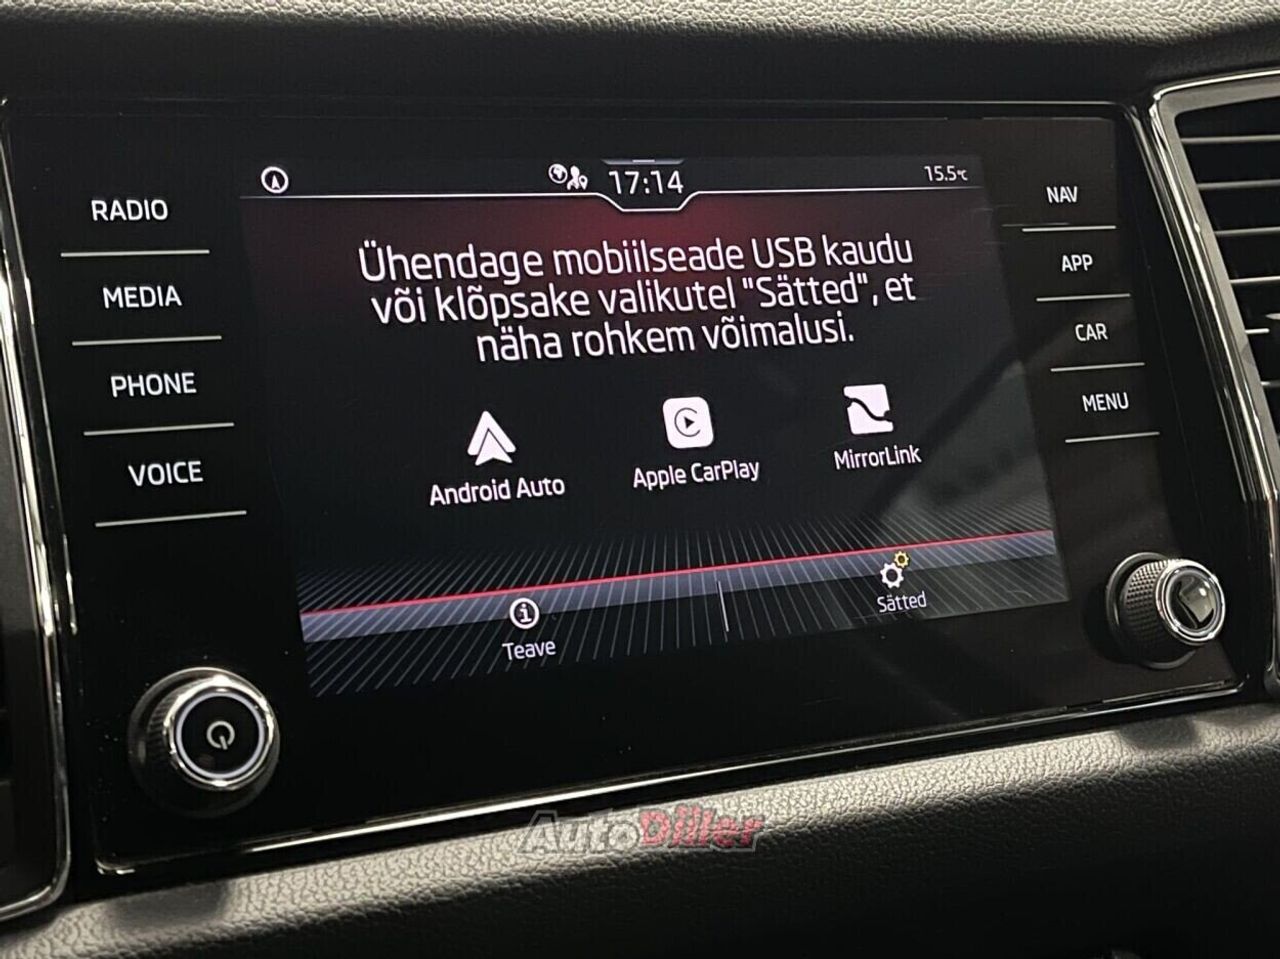 RADIO
MEDIA
PHONE
VOICE
17:14
15.5°C
Ühendage mobiilseade USB kaudu
või klõpsake valikutel "Sätted", et
näha rohkem võimalusi.
Android Auto
Apple CarPlay
MirrorLink
Teave
Sätted
NAV
APP
CAR
MENU
AutoDiiler